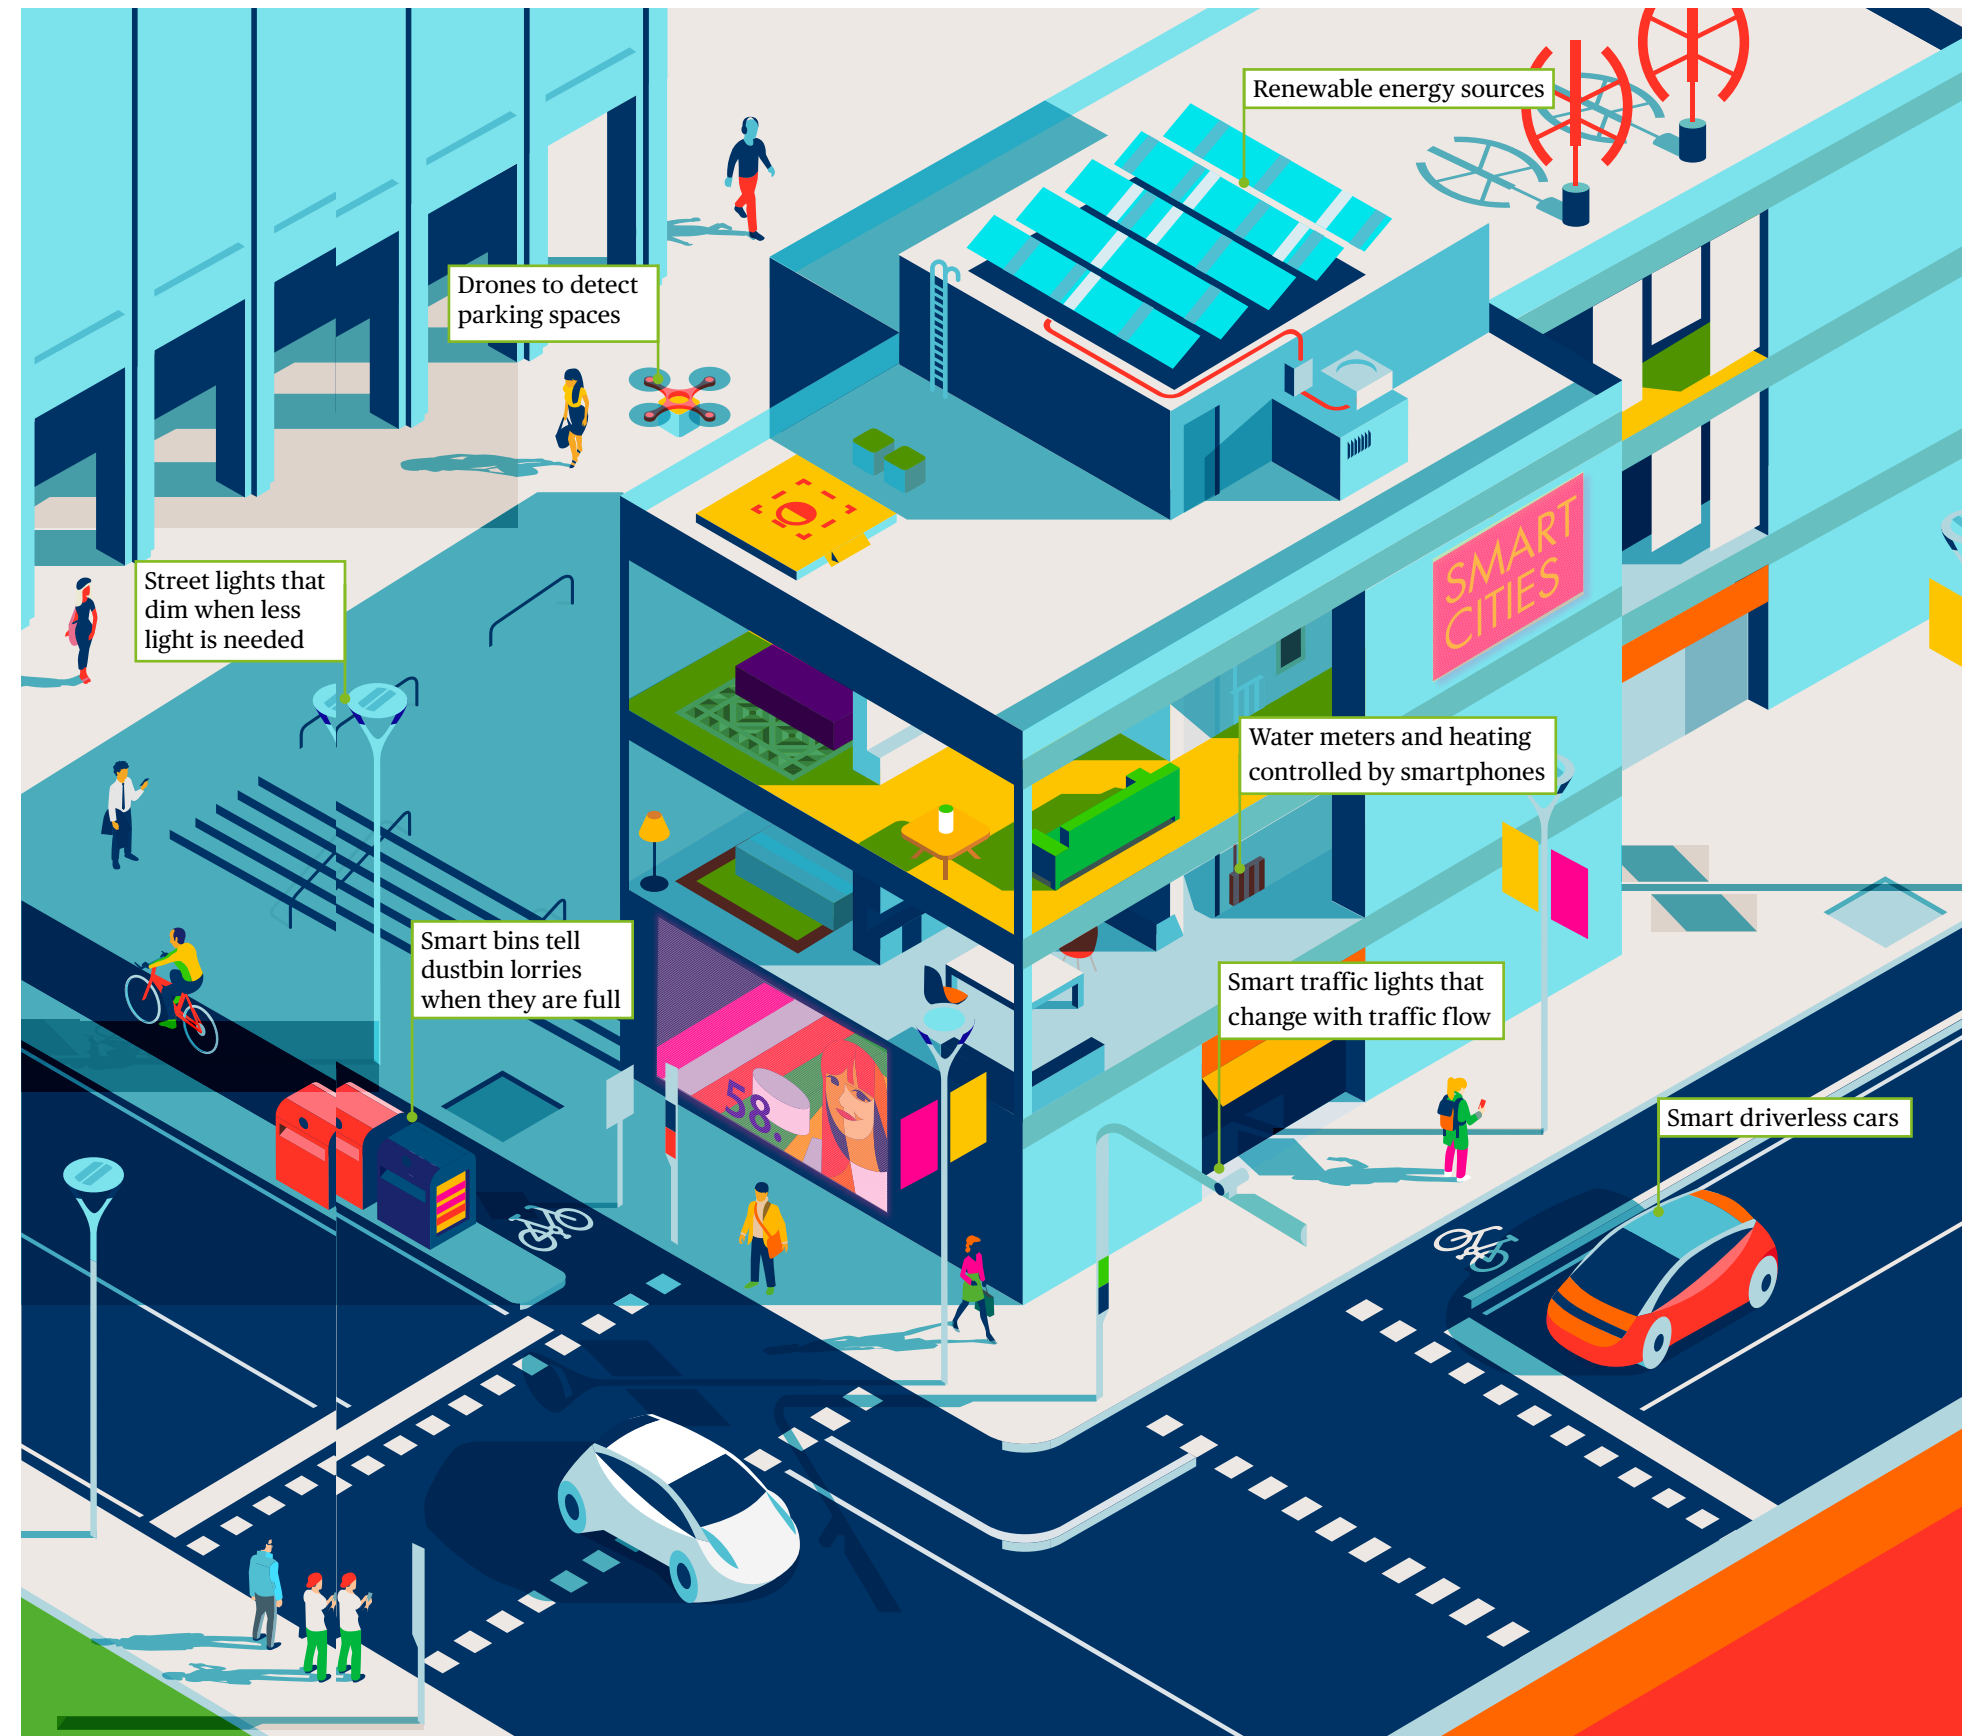 Renewable energy sources
Drones to detect
parking spaces
SMART
CITIES
Street lights that
dim when less
light is needed
Water meters and heating
controlled by smartphones
Smart bins tell
dustbin lorries
when they are full
Smart traffic lights that
change with traffic flow
58.
Smart driverless cars